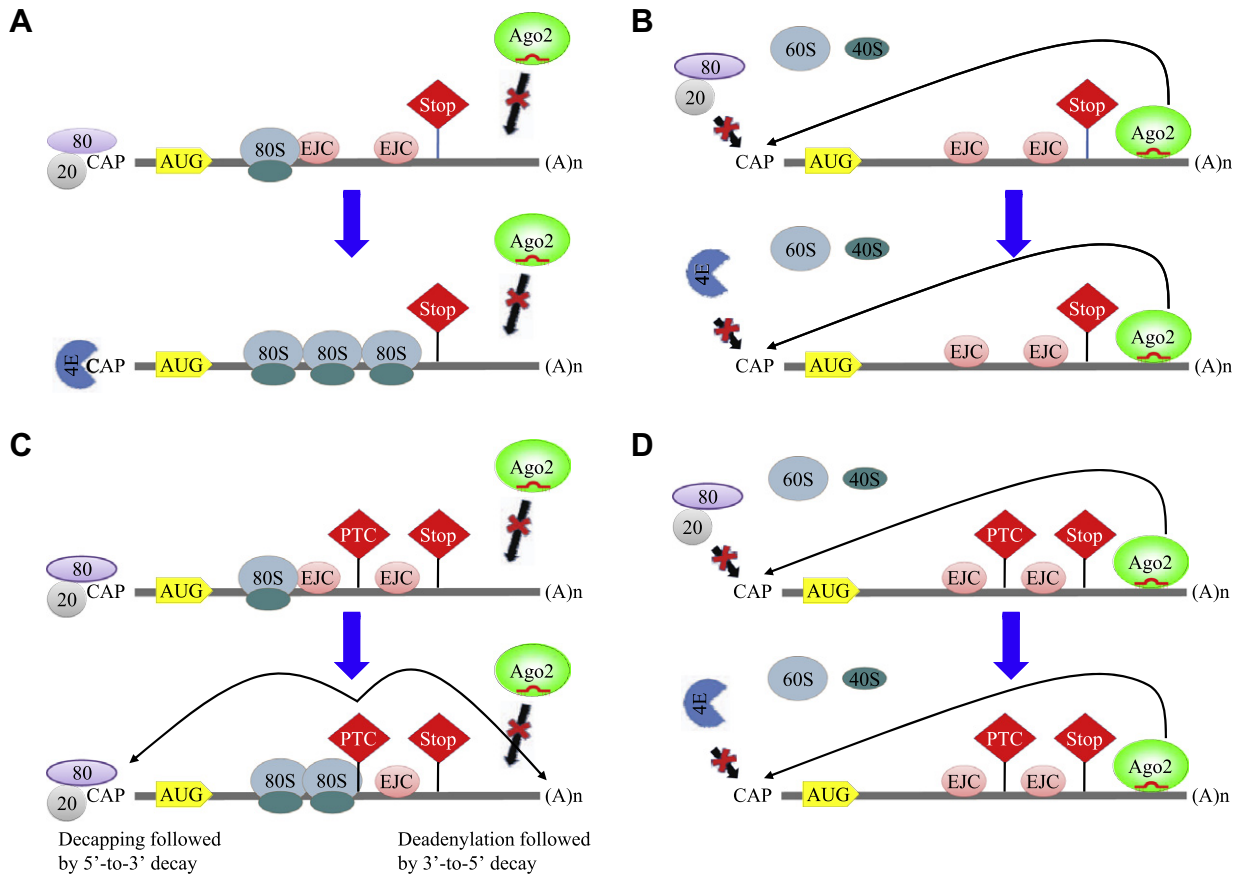 A
Ago2
80
Stop
20
CAP
AUG
80S
EJC
EJC
(A)n
Ago2
Stop
4E
CAP
AUG
80S
80S
80S
(A)n
B
60S
40S
80
20
Stop
Ago2
CAP
AUG
EJC
EJC
(A)n
60S
40S
4E
Stop
Ago2
CAP
AUG
EJC
EJC
(A)n
C
Ago2
PTC
Stop
80
20
CAP
AUG
80S
EJC
EJC
(A)n
Ago2
PTC
Stop
80
20
CAP
AUG
80S
80S
EJC
(A)n
Decapping followed
by 5’-to-3’ decay
Deadenylation followed
by 3’-to-5’ decay
D
60S
40S
80
20
PTC
Stop
Ago2
CAP
AUG
EJC
EJC
(A)n
60S
40S
4E
PTC
Stop
Ago2
CAP
AUG
EJC
EJC
(A)n